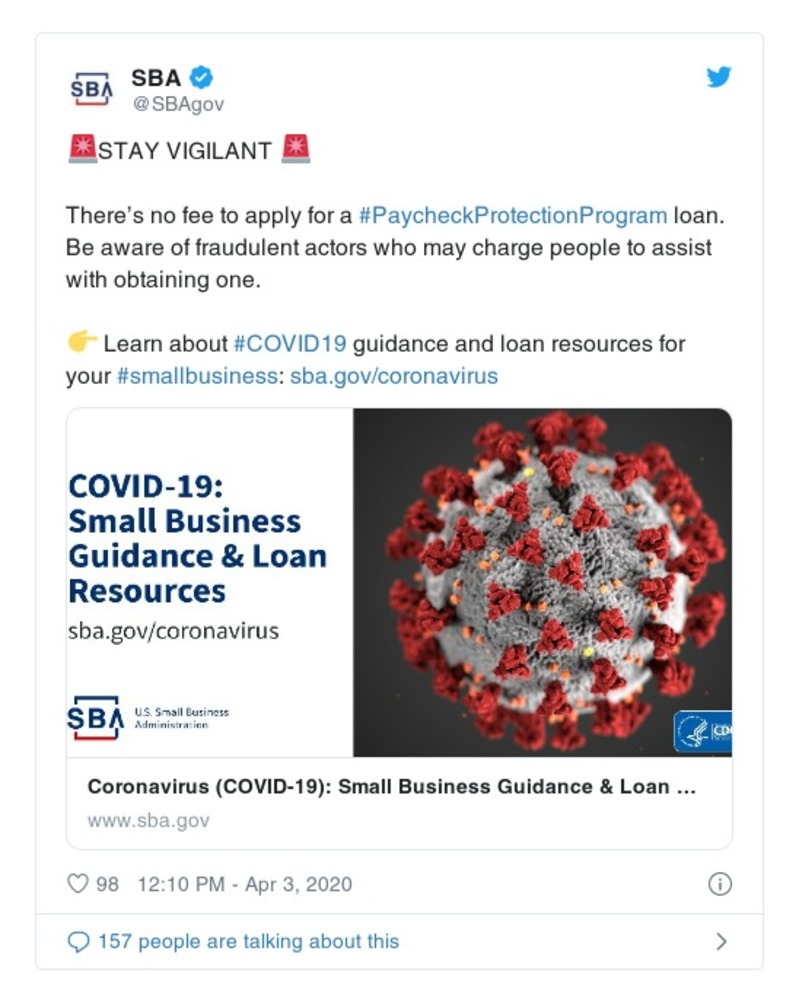 SBA
SBA
@SBAgov
🚨STAY VIGILANT 🚨
There’s no fee to apply for a #PaycheckProtectionProgram loan.
Be aware of fraudulent actors who may charge people to assist
with obtaining one.
👉 Learn about #COVID19 guidance and loan resources for
your #smallbusiness: sba.gov/coronavirus
COVID-19:
Small Business
Guidance & Loan
Resources
sba.gov/coronavirus
SBA
U.S. Small Business
Administration
CDC
Coronavirus (COVID-19): Small Business Guidance & Loan ...
www.sba.gov
98 12:10 PM - Apr 3, 2020
157 people are talking about this